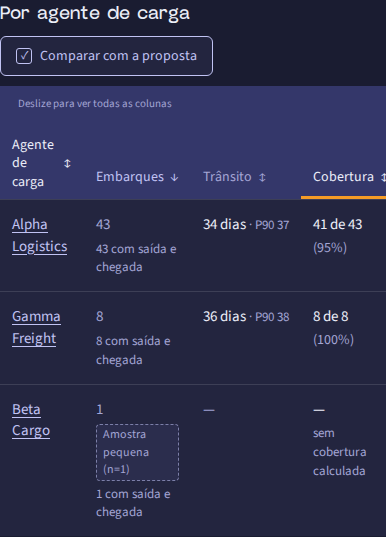 Por agente de carga
Comparar com a proposta
Deslize para ver todas as colunas
Agente
de
carga ↕
Embarques ↓
Trânsito ↕
Cobertura ↕
Alpha
Logistics
43
43 com saída e
chegada
34 dias · P90 37
41 de 43
(95%)
Gamma
Freight
8
8 com saída e
chegada
36 dias · P90 38
8 de 8
(100%)
Beta
Cargo
1
Amostra
pequena
(n=1)
1 com saída e
chegada
—
—
sem
cobertura
calculada